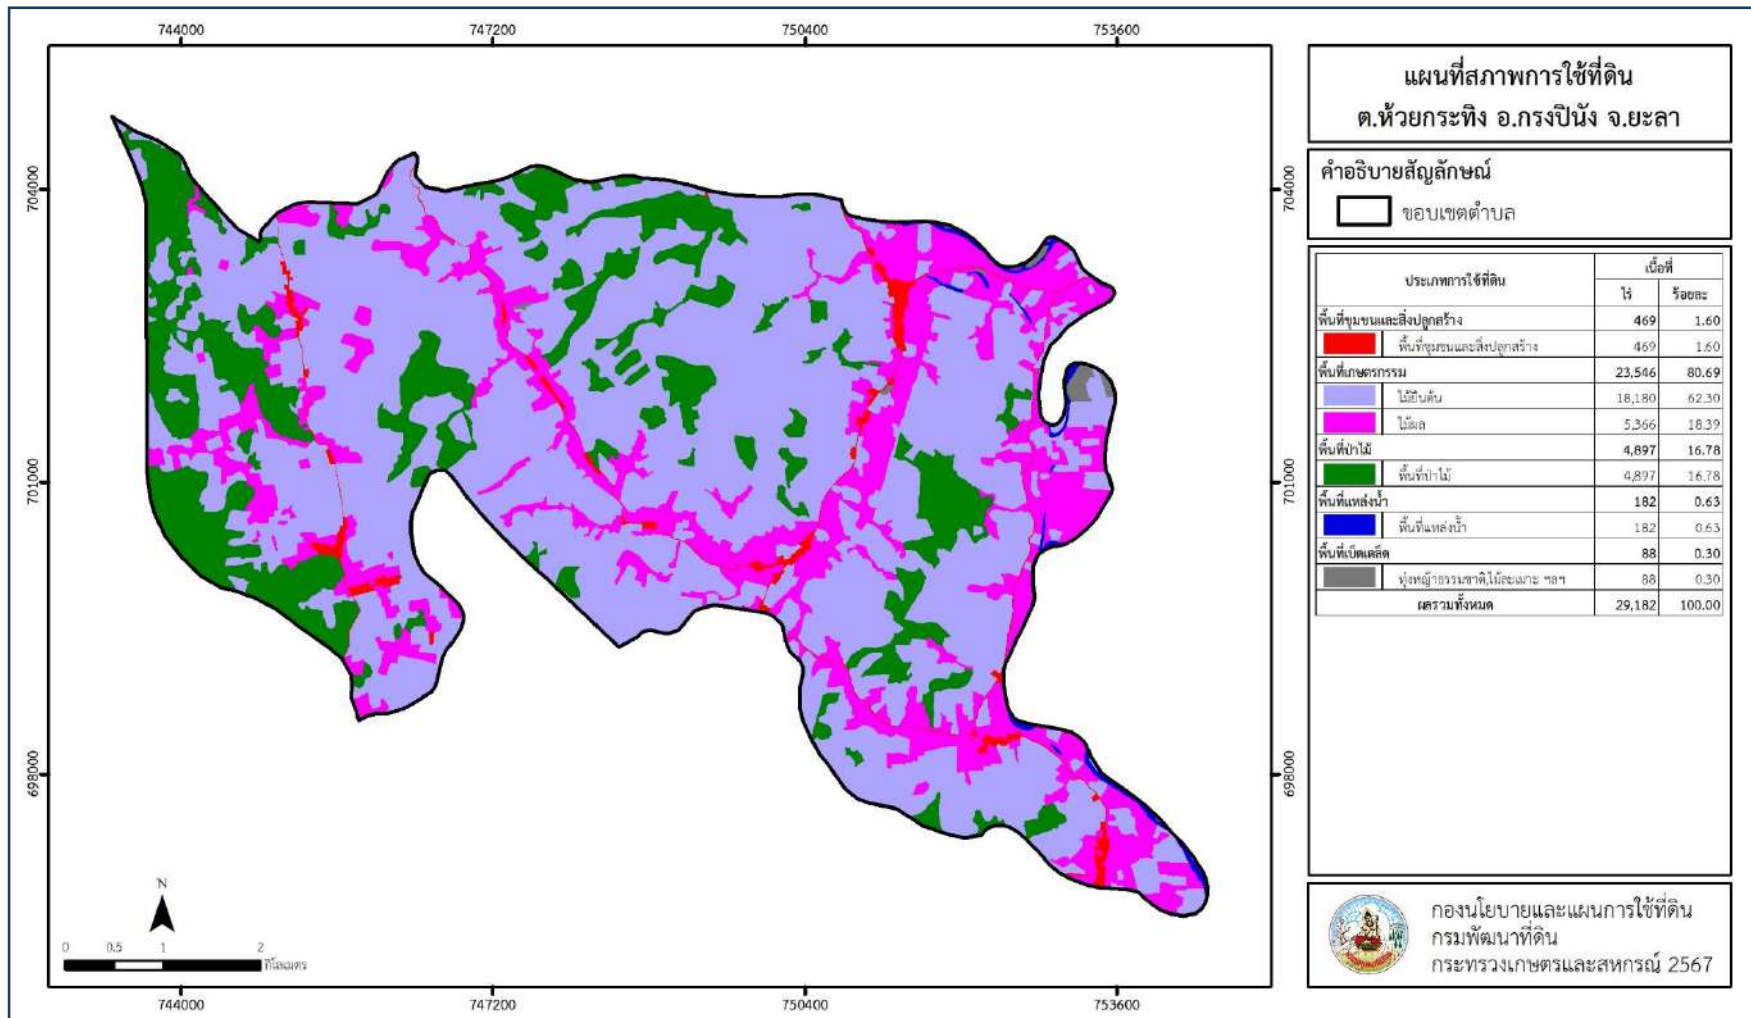 744000 747200 750400 753600
704000 704000
701000 701000
698000 698000
N
0 0.5 1 2
กิโลเมตร
744000 747200 750400 753600
แผนที่สภาพการใช้ที่ดิน
ต.ห้วยกระทิง อ.กรงปินัง จ.ยะลา
คำอธิบายสัญลักษณ์
ขอบเขตตำบล
ประเภทการใช้ที่ดิน เนื้อที่
ไร่ ร้อยละ
พื้นที่ชุมชนและสิ่งปลูกสร้าง 469 1.60
พื้นที่ชุมชนและสิ่งปลูกสร้าง 469 1.60
พื้นที่เกษตรกรรม 23,546 80.69
ไม้ยืนต้น 18,180 62.30
ไม้ผล 5,366 18.39
พื้นที่ป่าไม้ 4,897 16.78
พื้นที่ป่าไม้ 4,897 16.78
พื้นที่แหล่งน้ำ 182 0.63
พื้นที่แหล่งน้ำ 182 0.63
พื้นที่เบ็ดเตล็ด 88 0.30
ทุ่งหญ้าธรรมชาติ,ไม้ละเมาะ ฯลฯ 88 0.30
ผลรวมทั้งหมด 29,182 100.00
กองนโยบายและแผนการใช้ที่ดิน
กรมพัฒนาที่ดิน
กระทรวงเกษตรและสหกรณ์ 2567